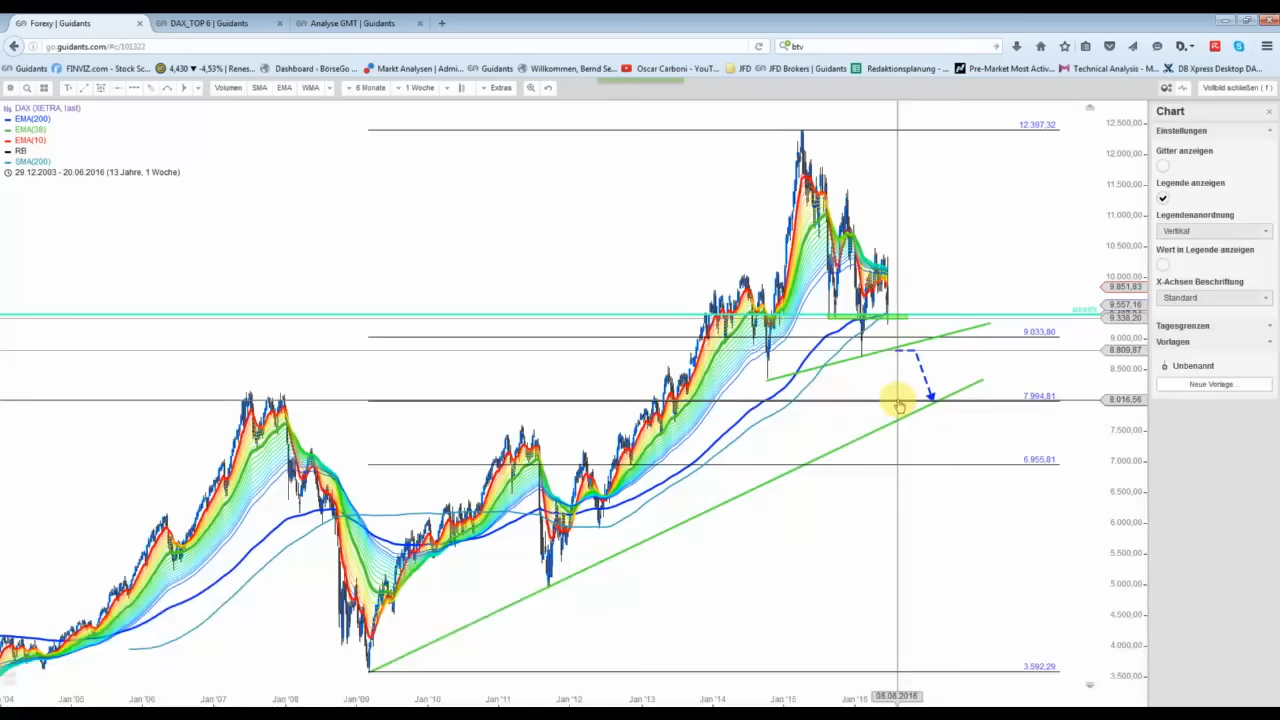 Forexy | Guidants
DAX_TOP 6 | Guidants
Analyse GMT | Guidants
go.guidants.com/#c/101322
btv
Guidants
FINVIZ.com - Stock Sc...
4,430 ▼ -4,53% | Renes...
Dashboard ‹ BörseGo ...
Markt Analysen | Admi...
Guidants
Willkommen, Bernd Se...
Oscar Carboni - YouT...
JFD
JFD Brokers | Guidants
Redaktionsplanung - ...
Pre-Market Most Activ...
Technical Analysis - M...
DB Xpress Desktop DA...
Volumen
SMA
EMA
WMA
6 Monate
1 Woche
Extras
Vollbild schließen ( f )
DAX (XETRA, last)
EMA(200)
EMA(38)
EMA(10)
RB
SMA(200)
29.12.2003 - 20.06.2016 (13 Jahre, 1 Woche)
12.397,32
9.033,80
7.994,81
6.955,81
3.592,29
12.500,00
12.000,00
11.500,00
11.000,00
10.500,00
10.000,00
9.851,83
9.557,16
9.338,20
9.000,00
8.809,87
8.500,00
8.016,56
7.500,00
7.000,00
6.500,00
6.000,00
5.500,00
5.000,00
4.500,00
4.000,00
3.500,00
'04
Jan '05
Jan '06
Jan '07
Jan '08
Jan '09
Jan '10
Jan '11
Jan '12
Jan '13
Jan '14
Jan '15
Jan '16
08.08.2016
Chart
Einstellungen
Gitter anzeigen
Legende anzeigen
Legendenanordnung
Vertikal
Wert in Legende anzeigen
X-Achsen Beschriftung
Standard
Tagesgrenzen
Vorlagen
Unbenannt
Neue Vorlage...